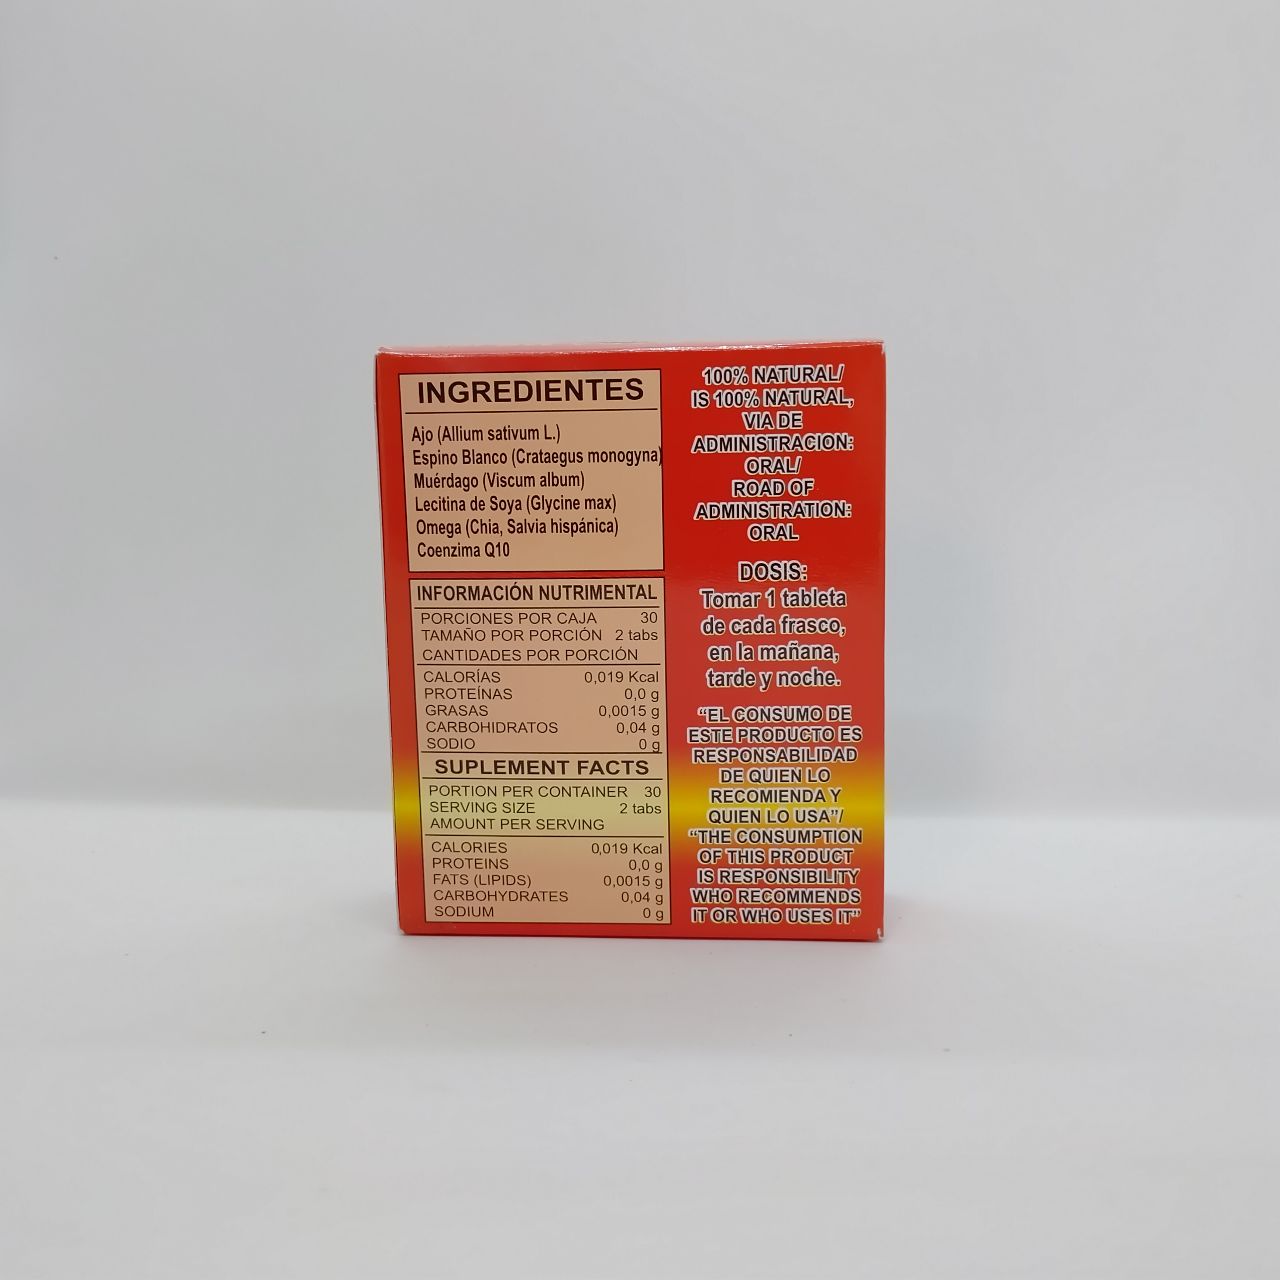 INGREDIENTES
Ajo (Allium sativum L.)
Espino Blanco (Crataegus monogyna)
Muérdago (Viscum album)
Lecitina de Soya (Glycine max)
Omega (Chia, Salvia hispánica)
Coenzima Q10
INFORMACIÓN NUTRIMENTAL
PORCIONES POR CAJA 30
TAMAÑO POR PORCIÓN 2 tabs
CANTIDADES POR PORCIÓN
CALORÍAS 0,019 Kcal
PROTEÍNAS 0,0 g
GRASAS 0,0015 g
CARBOHIDRATOS 0,04 g
SODIO 0 g
SUPLEMENT FACTS
PORTION PER CONTAINER 30
SERVING SIZE 2 tabs
AMOUNT PER SERVING
CALORIES 0,019 Kcal
PROTEINS 0,0 g
FATS (LIPIDS) 0,0015 g
CARBOHYDRATES 0,04 g
SODIUM 0 g
100% NATURAL/
IS 100% NATURAL,
VIA DE
ADMINISTRACION:
ORAL/
ROAD OF
ADMINISTRATION:
ORAL
DOSIS:
Tomar 1 tableta
de cada frasco,
en la mañana,
tarde y noche.
“EL CONSUMO DE
ESTE PRODUCTO ES
RESPONSABILIDAD
DE QUIEN LO
RECOMIENDA Y
QUIEN LO USA”/
“THE CONSUMPTION
OF THIS PRODUCT
IS RESPONSIBILITY
WHO RECOMMENDS
IT OR WHO USES IT”